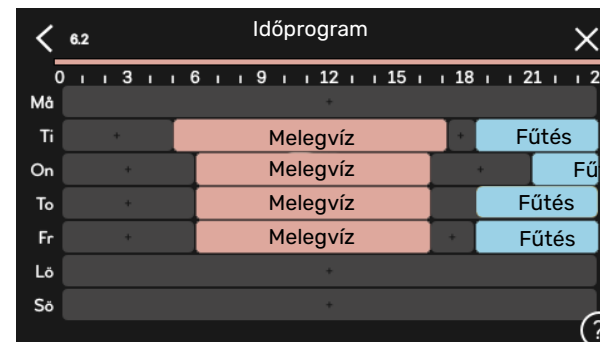 6.2 Időprogram
0 3 6 9 12 15 18 21 2
Må
Ti Melegvíz Fűtés
On Melegvíz Fű
To Melegvíz Fűtés
Fr Melegvíz Fűtés
Lö
Sö
?